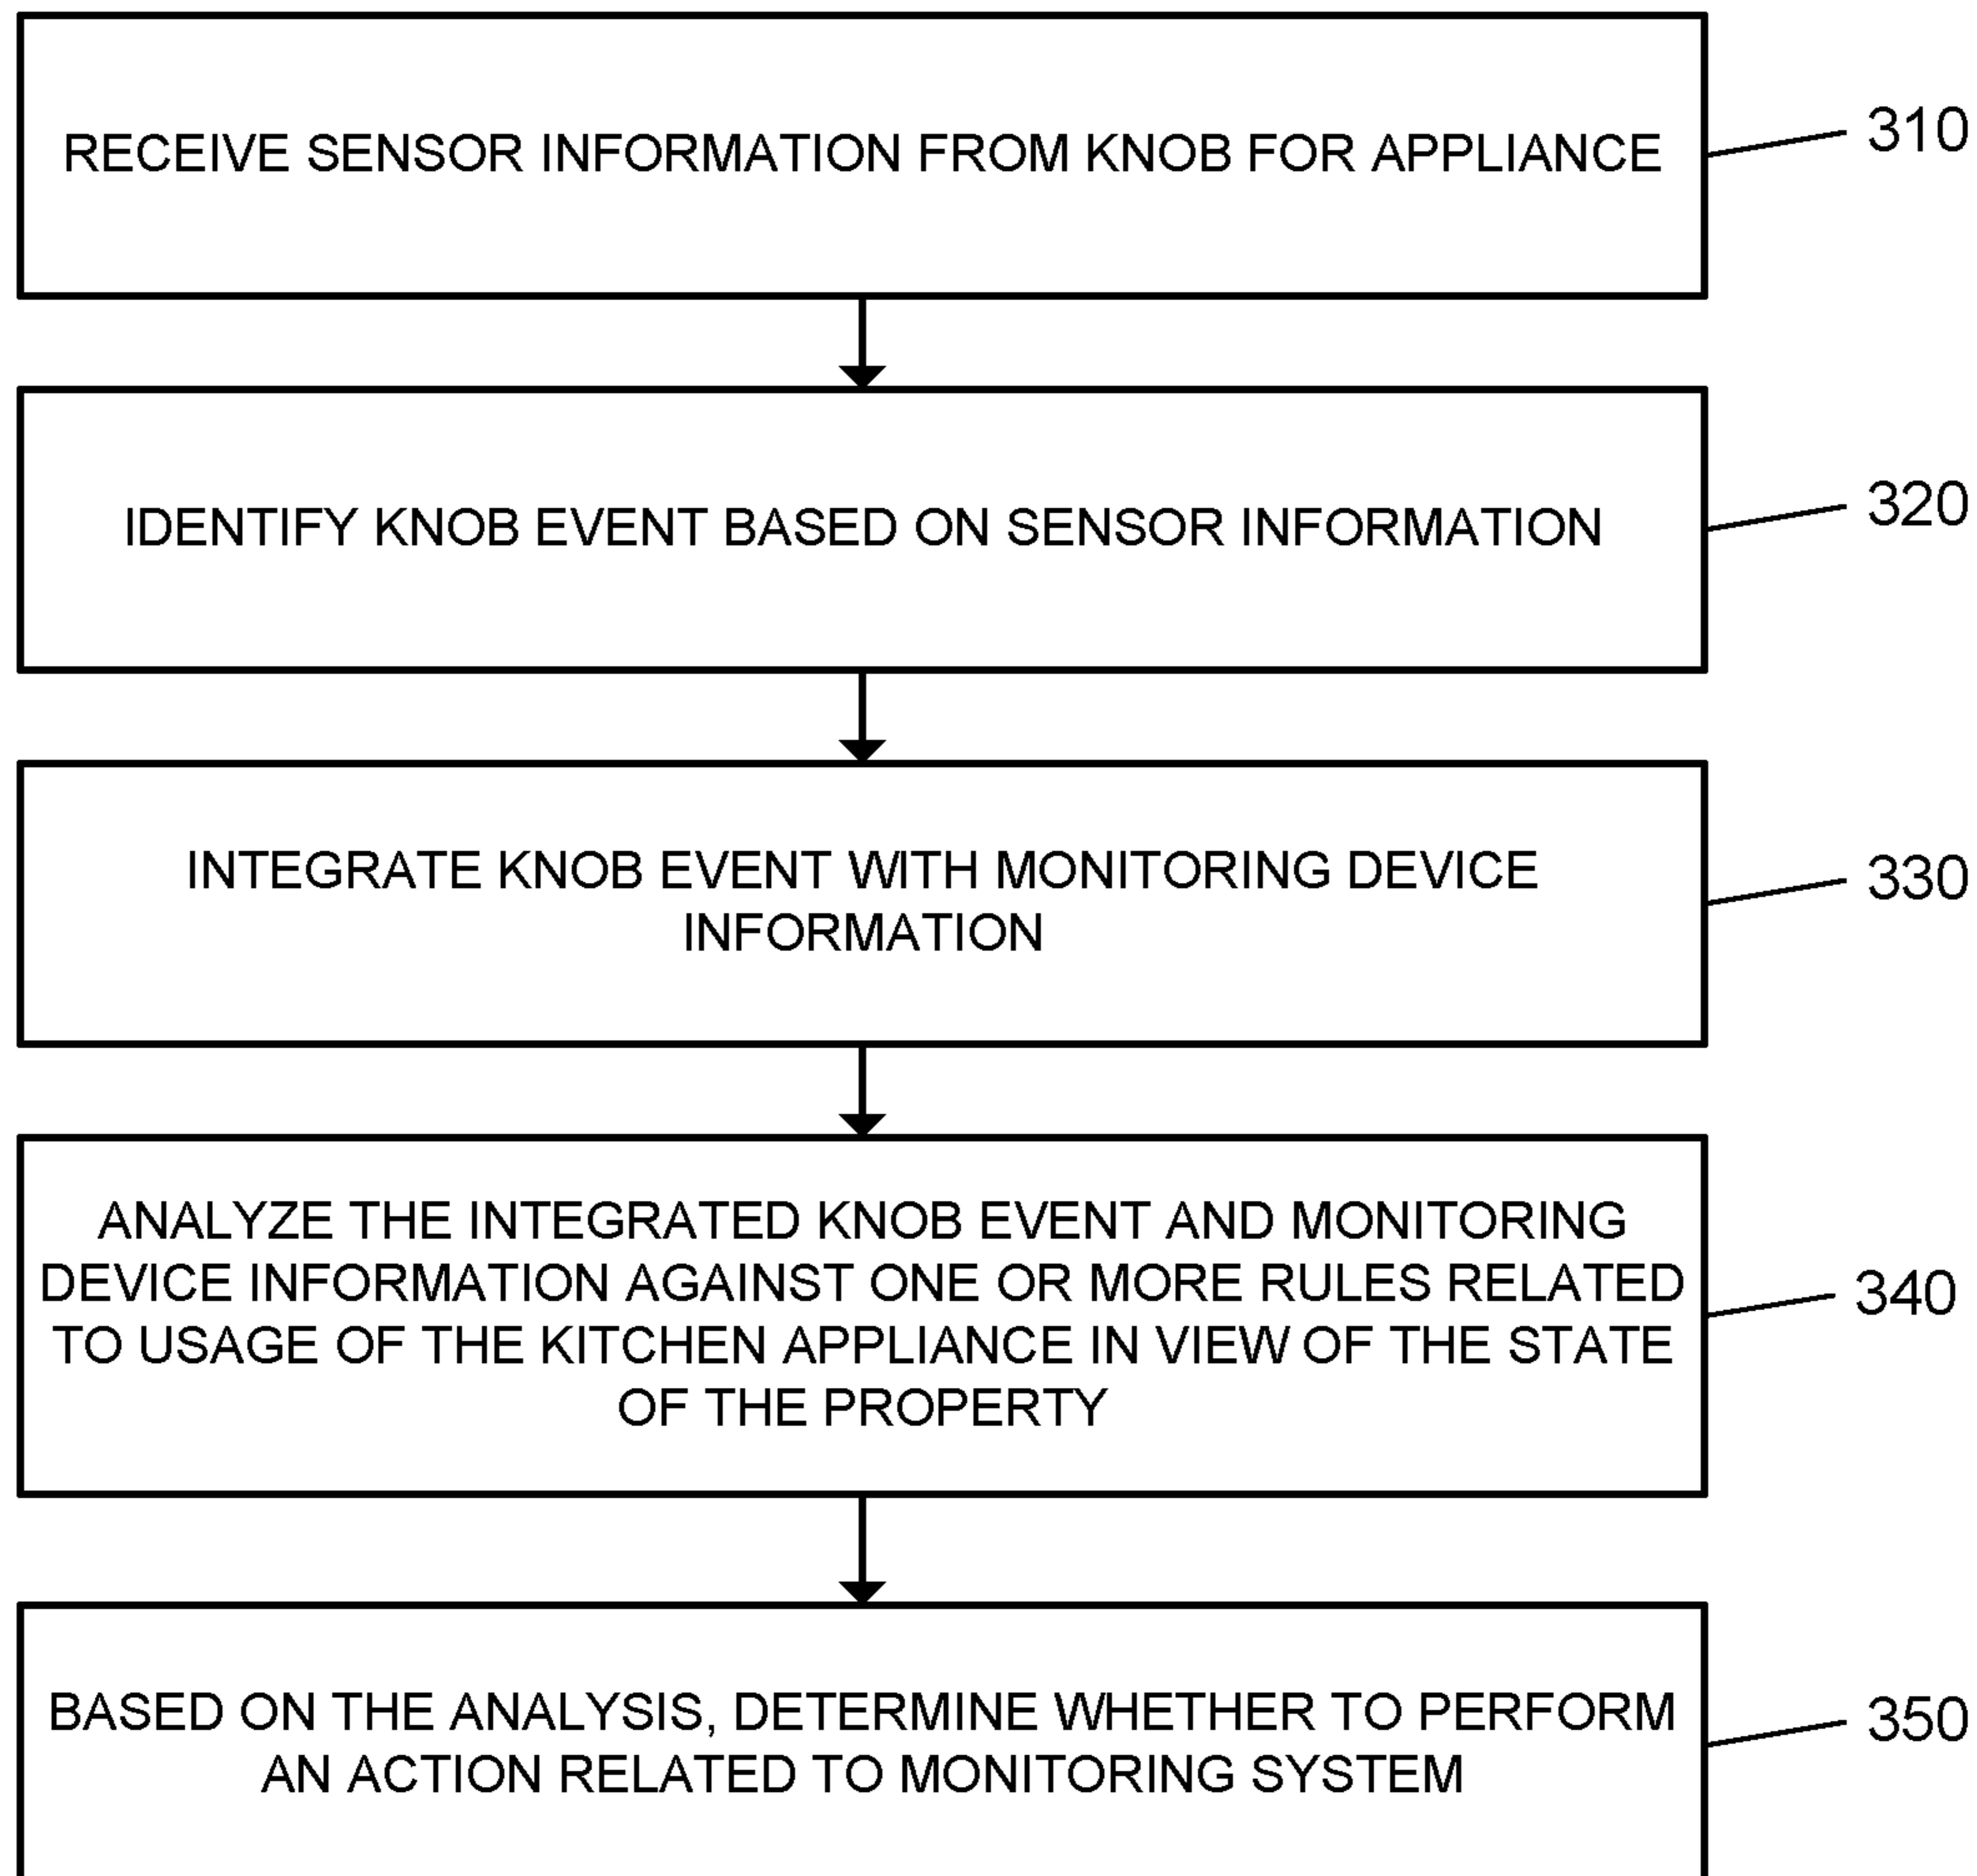 RECEIVE SENSOR INFORMATION FROM KNOB FOR APPLIANCE
310
IDENTIFY KNOB EVENT BASED ON SENSOR INFORMATION
320
INTEGRATE KNOB EVENT WITH MONITORING DEVICE
INFORMATION
330
ANALYZE THE INTEGRATED KNOB EVENT AND MONITORING
DEVICE INFORMATION AGAINST ONE OR MORE RULES RELATED
TO USAGE OF THE KITCHEN APPLIANCE IN VIEW OF THE STATE
OF THE PROPERTY
340
BASED ON THE ANALYSIS, DETERMINE WHETHER TO PERFORM
AN ACTION RELATED TO MONITORING SYSTEM
350